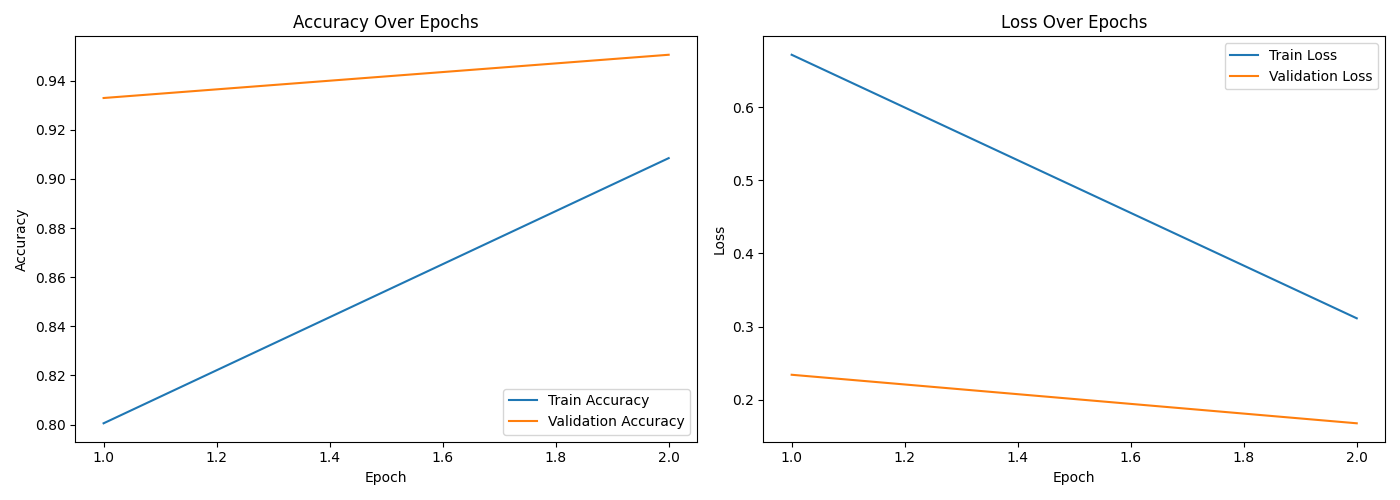 Accuracy Over Epochs
Accuracy
0.94
0.92
0.90
0.88
0.86
0.84
0.82
0.80
Train Accuracy
Validation Accuracy
1.0 1.2 1.4 1.6 1.8 2.0
Epoch
Loss Over Epochs
Loss
0.6
0.5
0.4
0.3
0.2
Train Loss
Validation Loss
1.0 1.2 1.4 1.6 1.8 2.0
Epoch